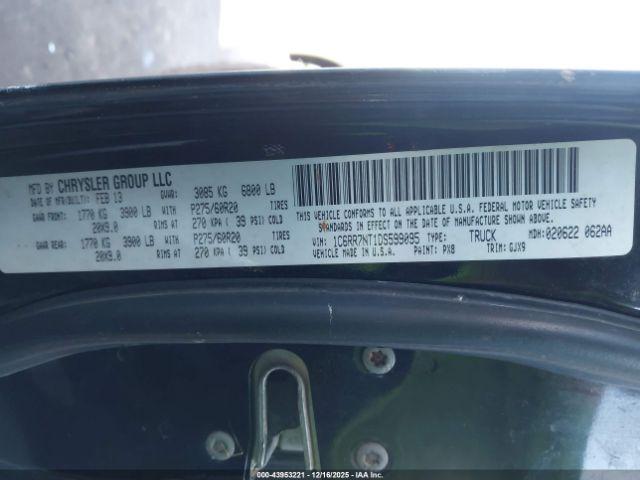 MFD BY CHRYSLER GROUP LLC
DATE OF MFR/BUILT: FEB 13 GVWR: 3085 KG 6800 LB
GAWR FRONT: 1770 KG 3900 LB WITH P275/60R20 TIRES
20X9.0 RIMS AT 270 KPA ( 39 PSI) COLD
GAWR REAR: 1770 KG 3900 LB WITH P275/60R20 TIRES
20X9.0 RIMS AT 270 KPA ( 39 PSI) COLD
THIS VEHICLE CONFORMS TO ALL APPLICABLE U.S.A. FEDERAL MOTOR VEHICLE SAFETY
STANDARDS IN EFFECT ON THE DATE OF MANUFACTURE SHOWN ABOVE.
VIN: 1C6RR7NT1DS599095 TYPE: TRUCK MDH: 020622 062AA
VEHICLE MADE IN U.S.A. PAINT: PX8 TRIM: GJX9
000-43953221 - 12/16/2025 - IAAI.com